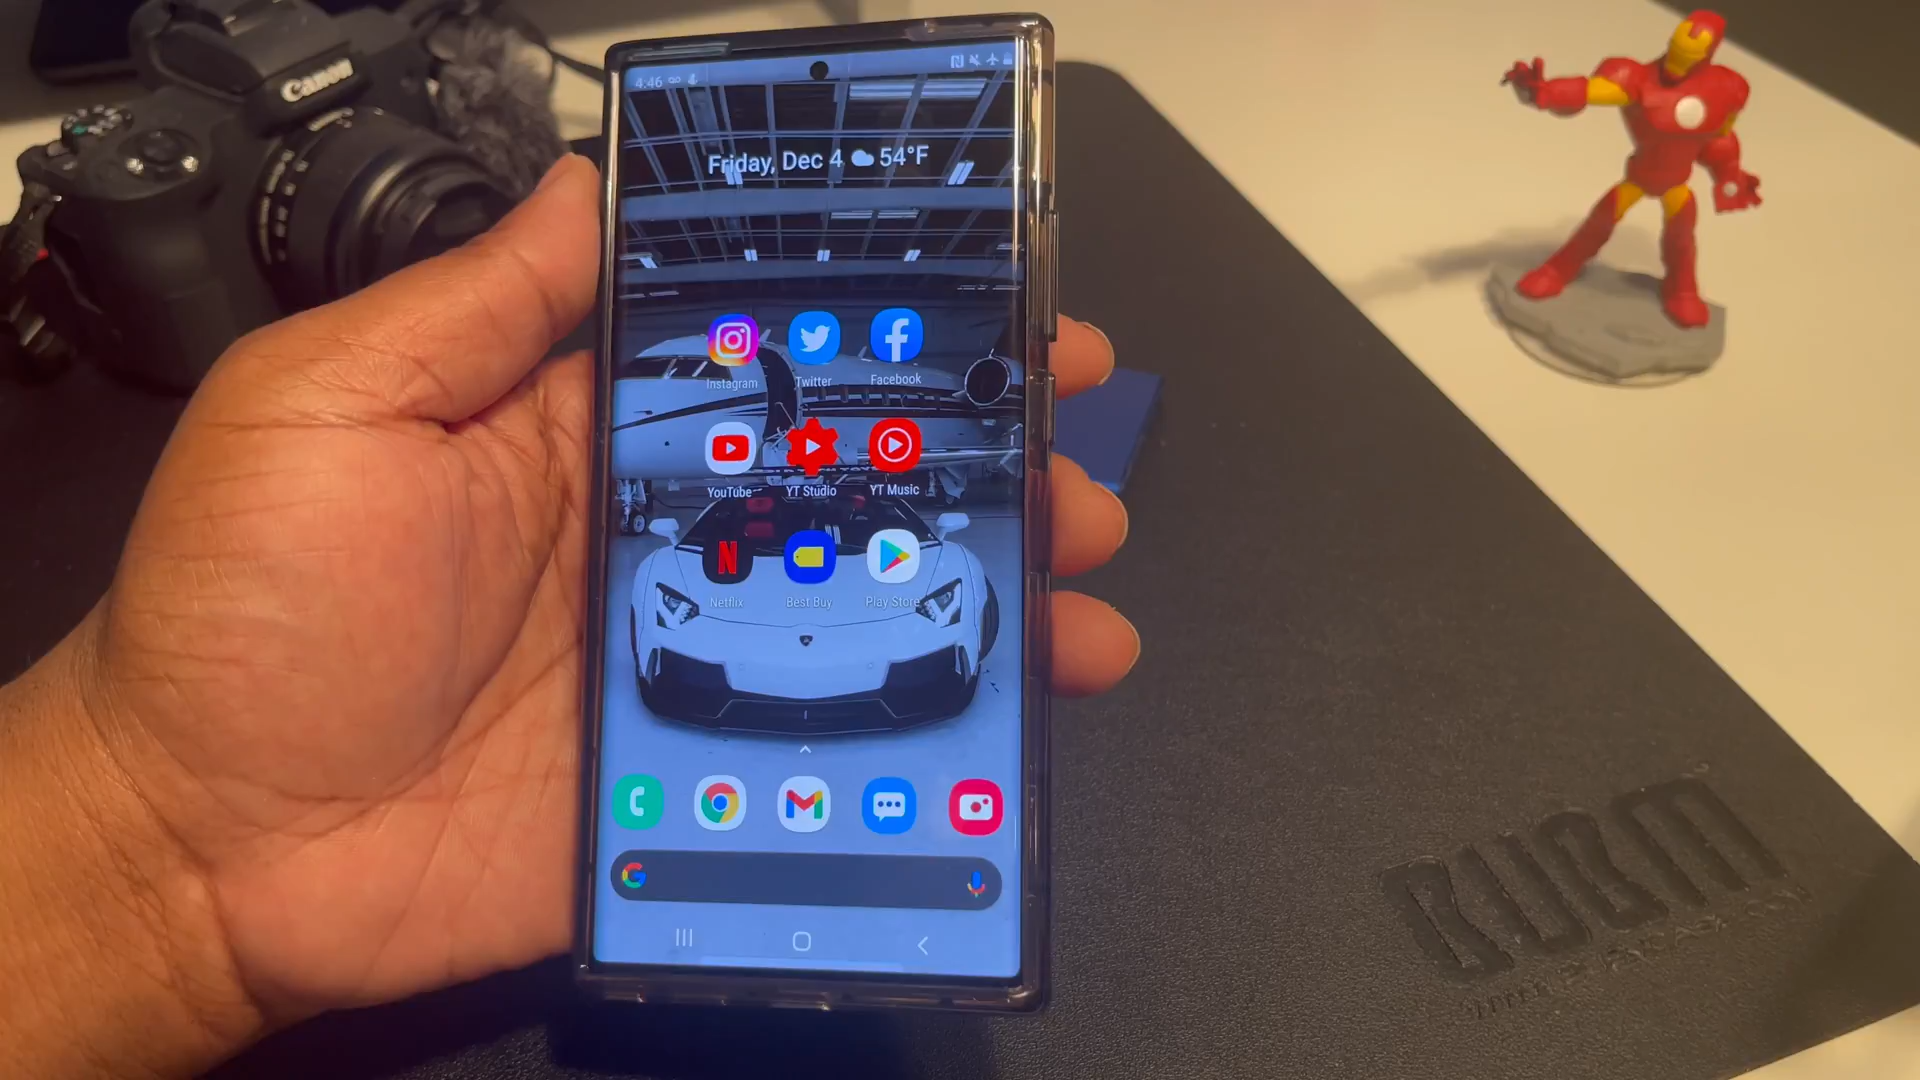 Canon
4:46
Friday, Dec 4 54°F
Instagram Twitter Facebook
YouTube YT Studio YT Music
Netflix Best Buy Play Store
BUBM